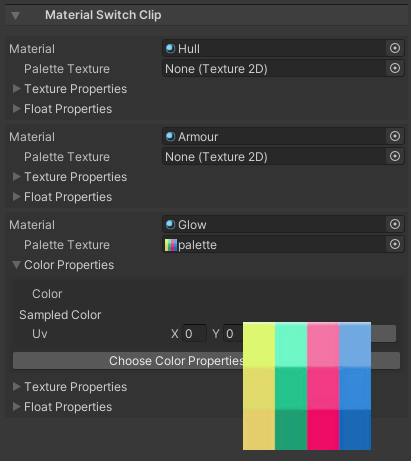 Material Switch Clip
Material Hull
Palette Texture None (Texture 2D)
Texture Properties
Float Properties
Material Armour
Palette Texture None (Texture 2D)
Texture Properties
Float Properties
Material Glow
Palette Texture palette
Color Properties
Color
Sampled Color
Uv X 0 Y 0
Choose Color Properties
Texture Properties
Float Properties